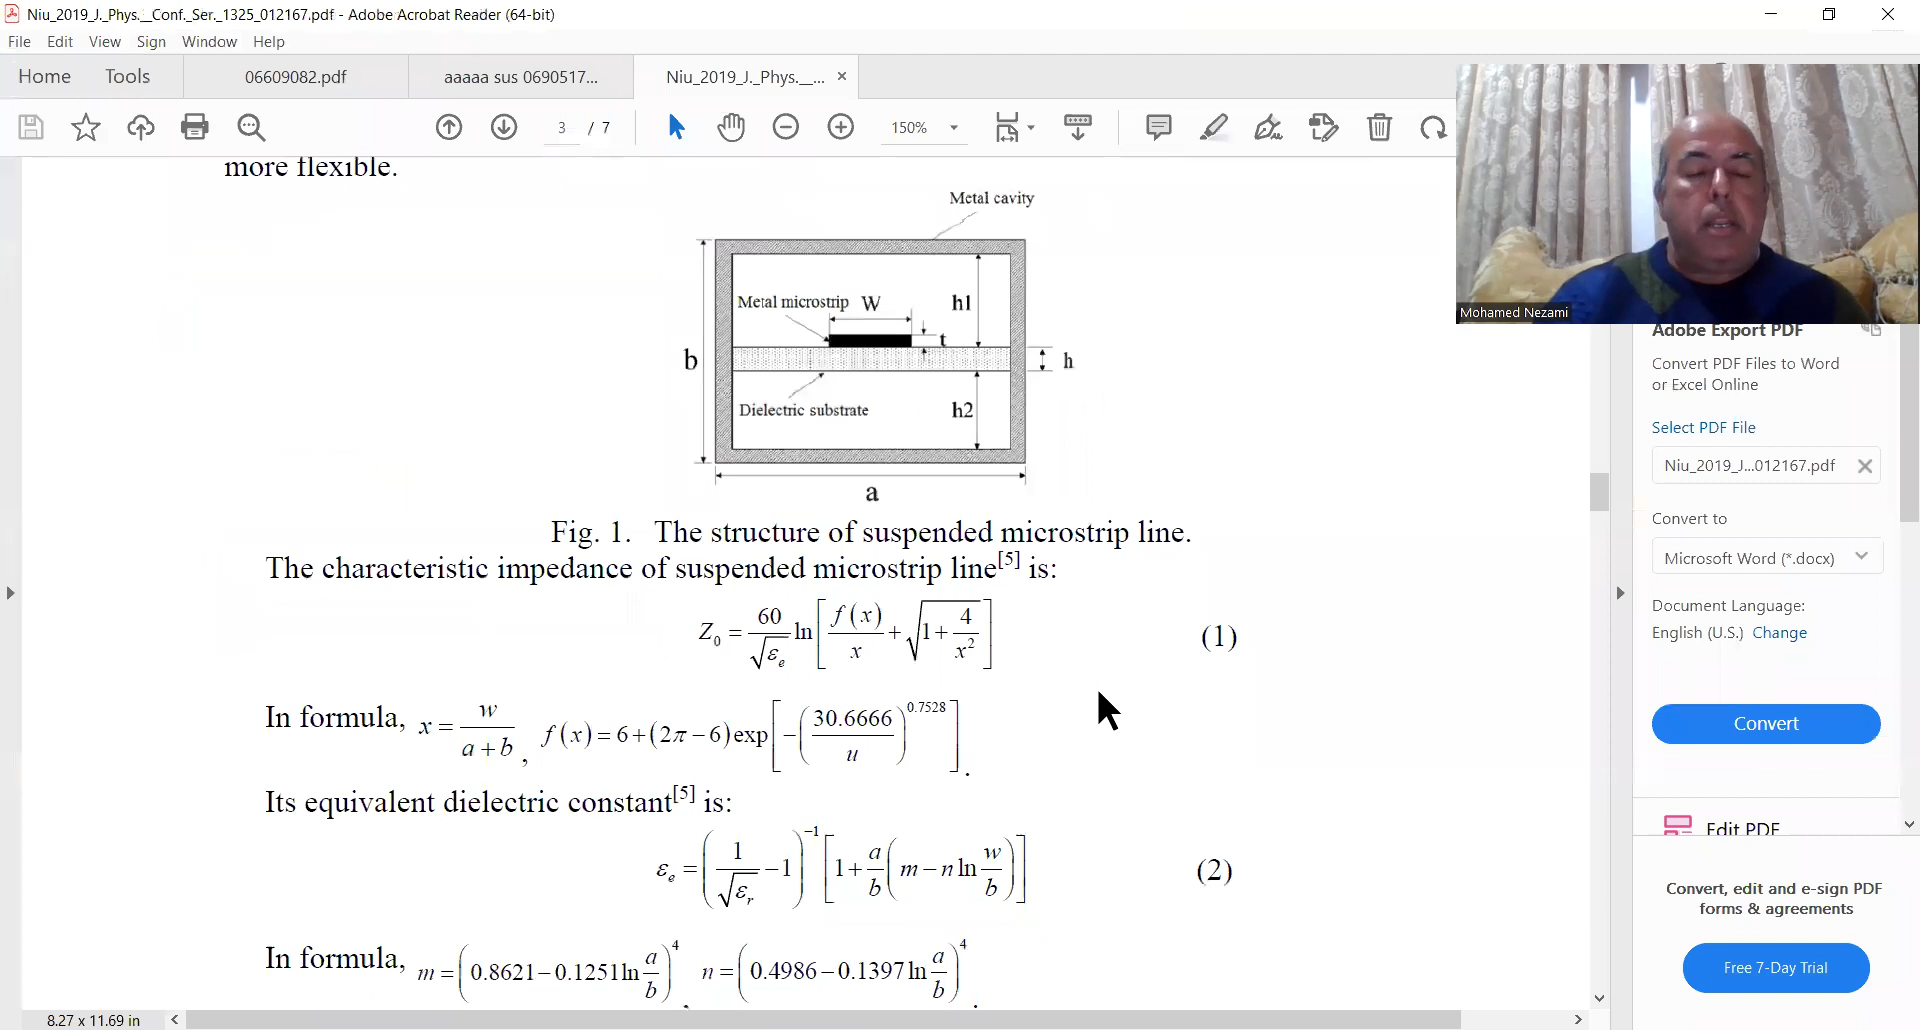 Niu_2019_J._Phys.__Conf._Ser._1325_012167.pdf - Adobe Acrobat Reader (64-bit)
File Edit View Sign Window Help
Home Tools 06609082.pdf aaaaa sus 0690517... Niu_2019_J._Phys.__... ×
3 / 7 150%
more flexible.
Metal cavity
Metal microstrip W h1
t
b h
Dielectric substrate h2
a
Fig. 1. The structure of suspended microstrip line.
The characteristic impedance of suspended microstrip line[5] is:
Z₀ = 60/√εₑ ln[f(x)/x + √(1 + 4/x²)] (1)
In formula, x = w/(a+b), f(x) = 6 + (2π − 6) exp[−(30.6666/u)^0.7528].
Its equivalent dielectric constant[5] is:
εₑ = (1/√εᵣ − 1)⁻¹ [1 + a/b (m − n ln w/b)] (2)
In formula, m = (0.8621 − 0.1251 ln a/b)⁴, n = (0.4986 − 0.1397 ln a/b)⁴.
8.27 x 11.69 in
Mohamed Nezami
Adobe Export PDF
Convert PDF Files to Word
or Excel Online
Select PDF File
Niu_2019_J...012167.pdf
Convert to
Microsoft Word (*.docx)
Document Language:
English (U.S.) Change
Convert
Edit PDF
Convert, edit and e-sign PDF
forms & agreements
Free 7-Day Trial